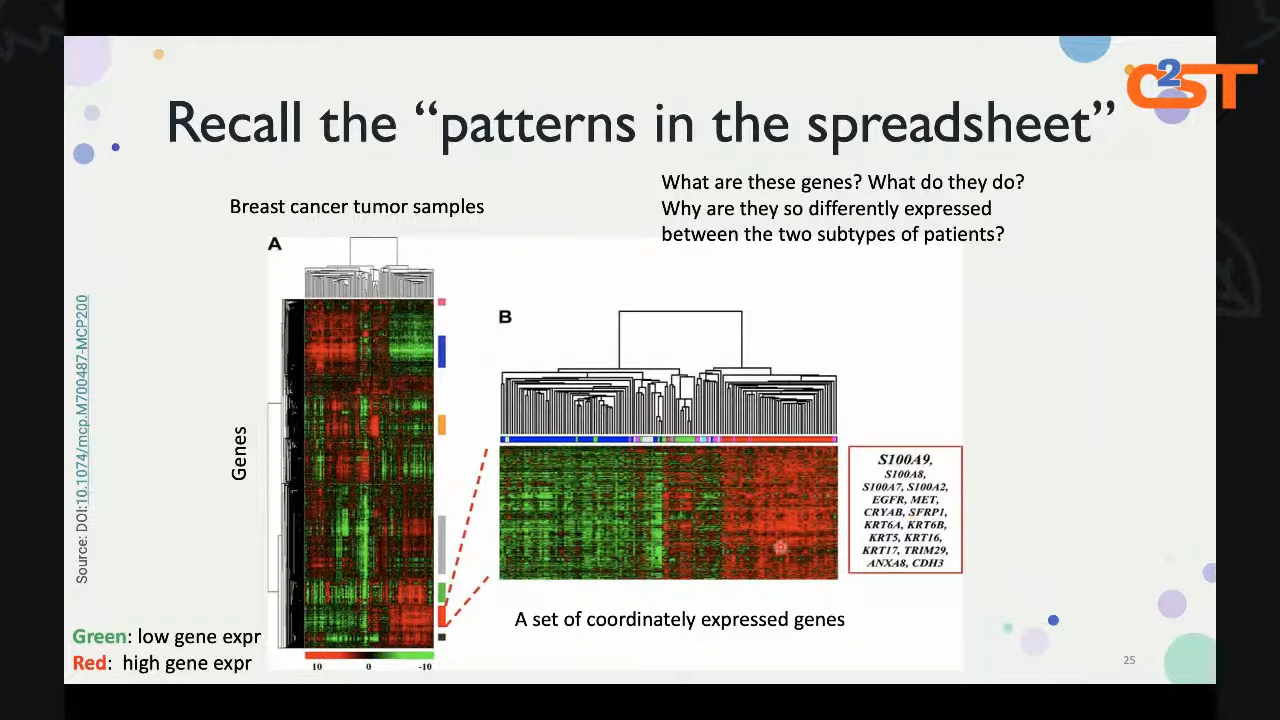 C2ST
Recall the “patterns in the spreadsheet”
What are these genes? What do they do?
Why are they so differently expressed
between the two subtypes of patients?
Breast cancer tumor samples
A
B
Genes
Source: DOI:10.1074/mcp.M700487-MCP200
S100A9,
S100A8,
S100A7, S100A2,
EGFR, MET,
CRYAB, SFRP1,
KRT6A, KRT6B,
KRT5, KRT16,
KRT17, TRIM29,
ANXA8, CDH3
A set of coordinately expressed genes
Green: low gene expr
Red: high gene expr
10 0 -10
25